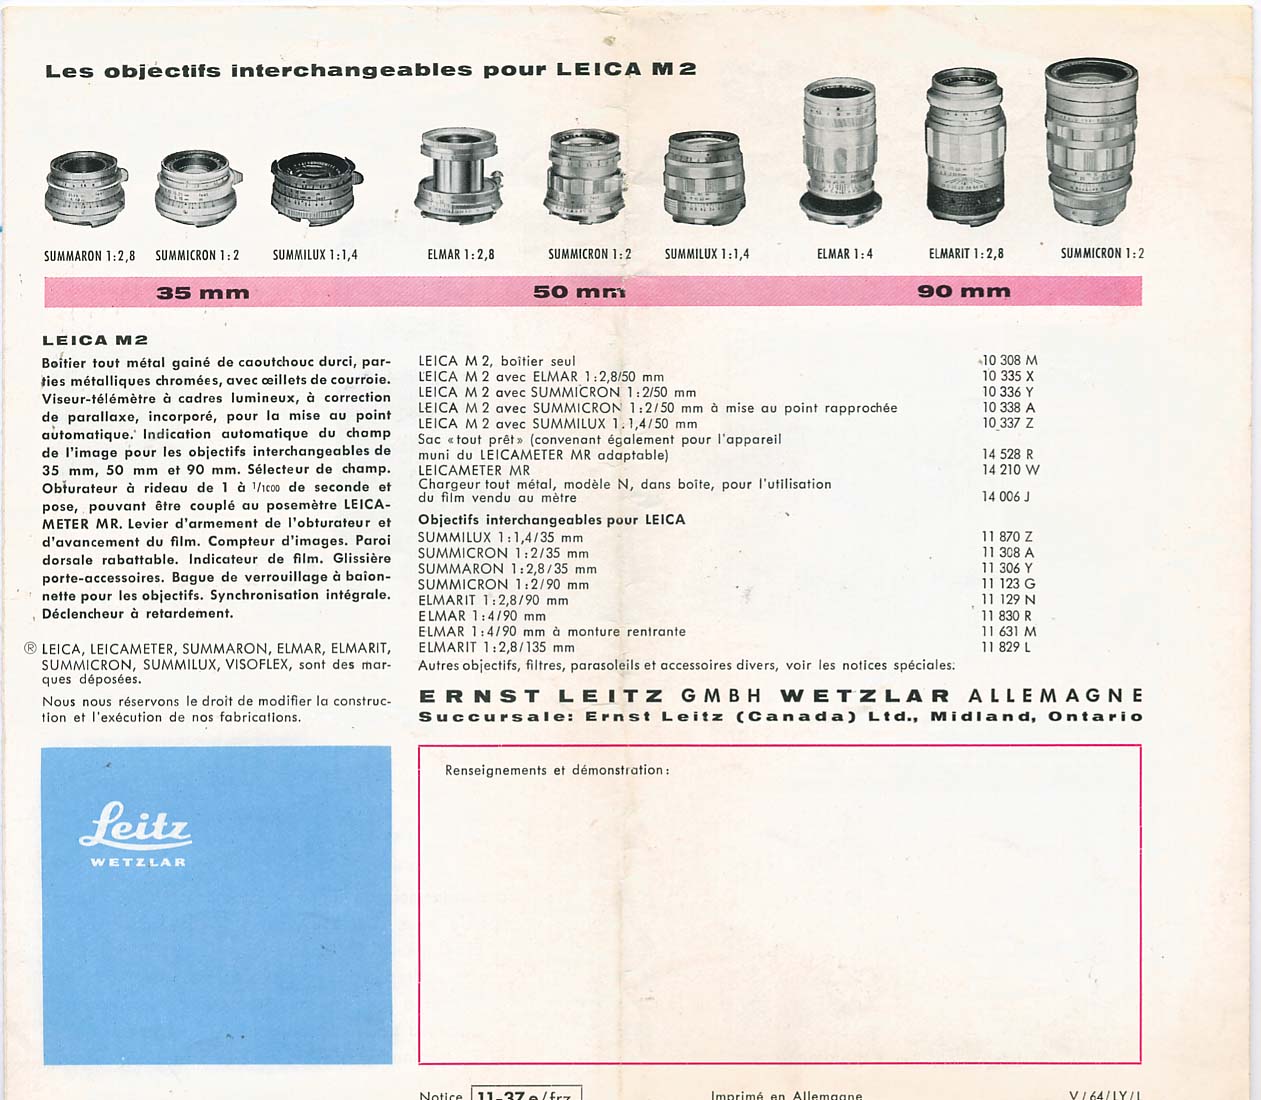 Les objectifs interchangeables pour LEICA M 2
SUMMARON 1:2,8 SUMMICRON 1:2 SUMMILUX 1:1,4 ELMAR 1:2,8 SUMMICRON 1:2 SUMMILUX 1:1,4 ELMAR 1:4 ELMARIT 1:2,8 SUMMICRON 1:2
35 mm 50 mm 90 mm
LEICA M2
Boîtier tout métal gainé de caoutchouc durci, par-
ties métalliques chromées, avec œillets de courroie.
Viseur-télémètre à cadres lumineux, à correction
de parallaxe, incorporé, pour la mise au point
automatique. Indication automatique du champ
de l'image pour les objectifs interchangeables de
35 mm, 50 mm et 90 mm. Sélecteur de champ.
Obturateur à rideau de 1 à 1/1000 de seconde et
pose, pouvant être couplé au posemètre LEICA-
METER MR. Levier d'armement de l'obturateur et
d'avancement du film. Compteur d'images. Paroi
dorsale rabattable. Indicateur de film. Glissière
porte-accessoires. Bague de verrouillage à baïon-
nette pour les objectifs. Synchronisation intégrale.
Déclencheur à retardement.
® LEICA, LEICAMETER, SUMMARON, ELMAR, ELMARIT,
SUMMICRON, SUMMILUX, VISOFLEX, sont des mar-
ques déposées.
Nous nous réservons le droit de modifier la construc-
tion et l'exécution de nos fabrications.
LEICA M 2, boîtier seul 10 308 M
LEICA M 2 avec ELMAR 1:2,8/50 mm 10 335 X
LEICA M 2 avec SUMMICRON 1:2/50 mm 10 336 Y
LEICA M 2 avec SUMMICRON 1:2/50 mm à mise au point rapprochée 10 338 A
LEICA M 2 avec SUMMILUX 1:1,4/50 mm 10 337 Z
Sac «tout prêt» (convenant également pour l'appareil
muni du LEICAMETER MR adaptable) 14 528 R
LEICAMETER MR 14 210 W
Chargeur tout métal, modèle N, dans boîte, pour l'utilisation
du film vendu au mètre 14 006 J
Objectifs interchangeables pour LEICA
SUMMILUX 1:1,4/35 mm 11 870 Z
SUMMICRON 1:2/35 mm 11 308 A
SUMMARON 1:2,8/35 mm 11 306 Y
SUMMICRON 1:2/90 mm 11 123 G
ELMARIT 1:2,8/90 mm 11 129 N
ELMAR 1:4/90 mm 11 830 R
ELMAR 1:4/90 mm à monture rentrante 11 631 M
ELMARIT 1:2,8/135 mm 11 829 L
Autres objectifs, filtres, parasoleils et accessoires divers, voir les notices spéciales.
ERNST LEITZ GMBH WETZLAR ALLEMAGNE
Succursale: Ernst Leitz (Canada) Ltd., Midland, Ontario
Leitz
WETZLAR
Renseignements et démonstration:
Notice 11-37e/frz Imprimé en Allemagne V/64/LY/L